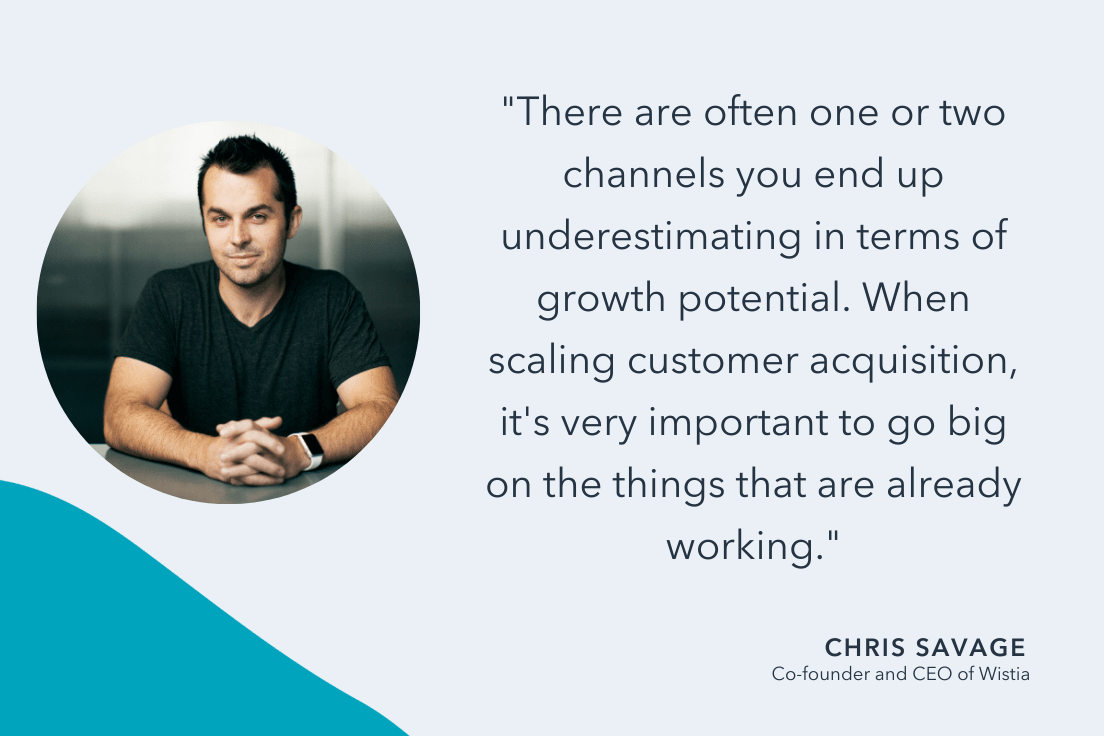 "There are often one or two
channels you end up
underestimating in terms of
growth potential. When
scaling customer acquisition,
it's very important to go big
on the things that are already
working."
CHRIS SAVAGE
Co-founder and CEO of Wistia